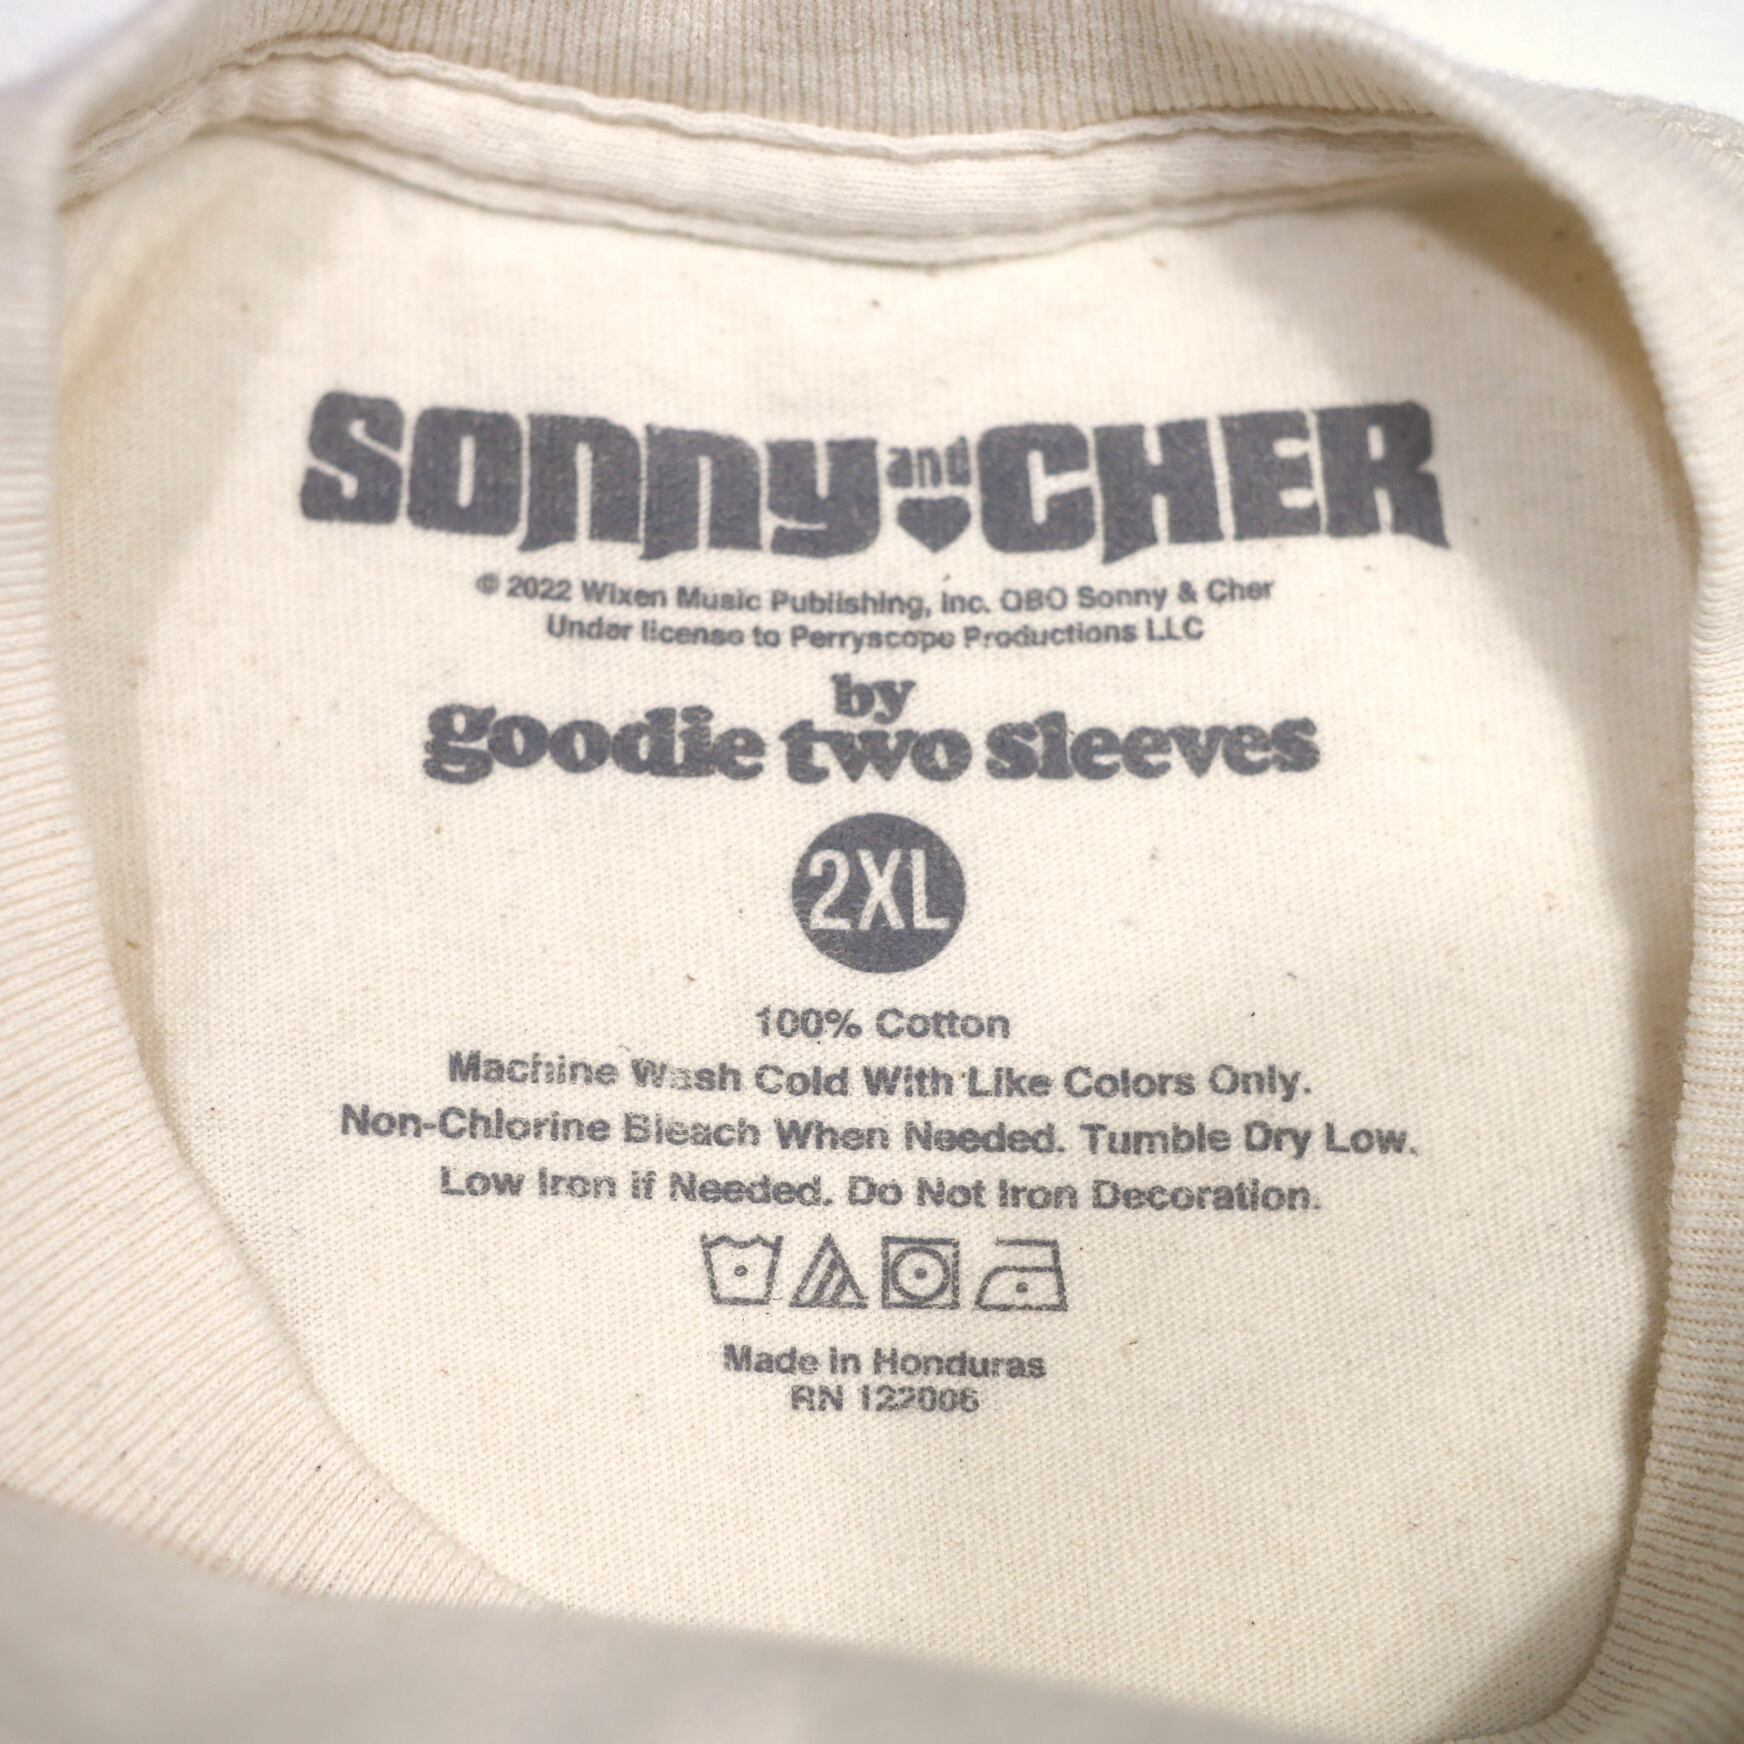 SONNY and CHER
© 2022 Wixen Music Publishing, Inc. OBO Sonny & Cher
Under license to Perryscope Productions LLC
by
goodie two sleeves
2XL
100% Cotton
Machine Wash Cold With Like Colors Only.
Non-Chlorine Bleach When Needed. Tumble Dry Low.
Low Iron if Needed. Do Not Iron Decoration.
Made in Honduras
RN 122006